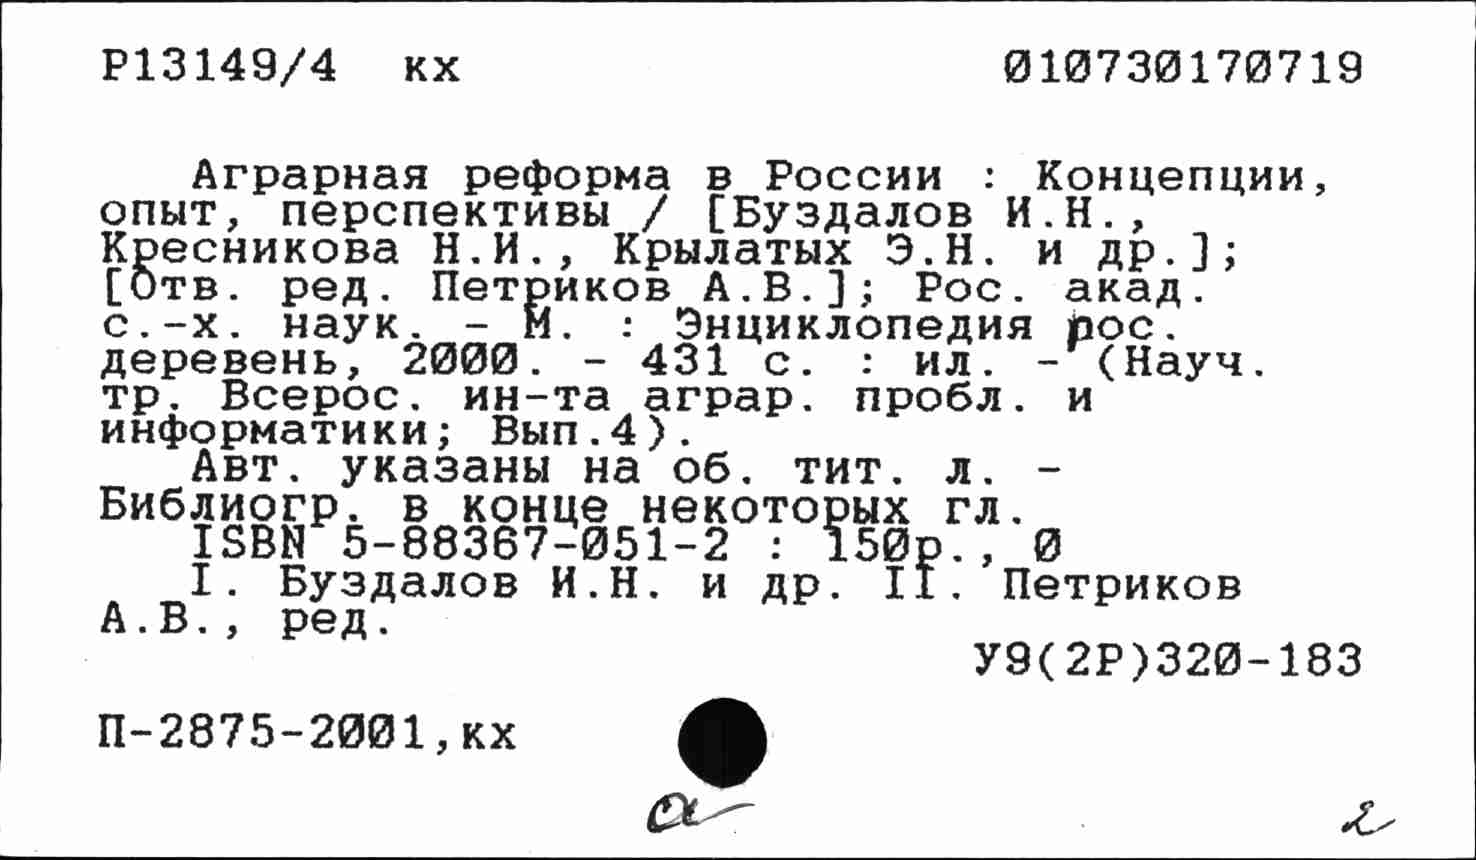 Р13149/4 кх 010730170719
Аграрная реформа в России : Концепции,
опыт, перспективы / [Буздалов И.Н.,
Кресникова Н.И., Крылатых Э.Н. и др.];
[Отв. ред. Петриков А.В.]; Рос. акад.
с.-х. наук. - М. : Энциклопедия рос.
деревень, 2000. - 431 с. : ил. - (Науч.
тр. Всерос. ин-та аграр. пробл. и
информатики; Вып.4).
Авт. указаны на об. тит. л. -
Библиогр. в конце некоторых гл.
ISBN 5-88367-051-2 : 150р., 0
I. Буздалов И.Н. и др. II. Петриков
А.В., ред.
У9(2Р)320-183
П-2875-2001,кх
а 2